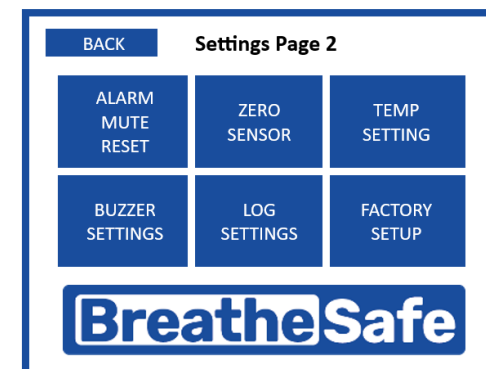 BACK
Settings Page 2
ALARM
MUTE
RESET
ZERO
SENSOR
TEMP
SETTING
BUZZER
SETTINGS
LOG
SETTINGS
FACTORY
SETUP
BreatheSafe